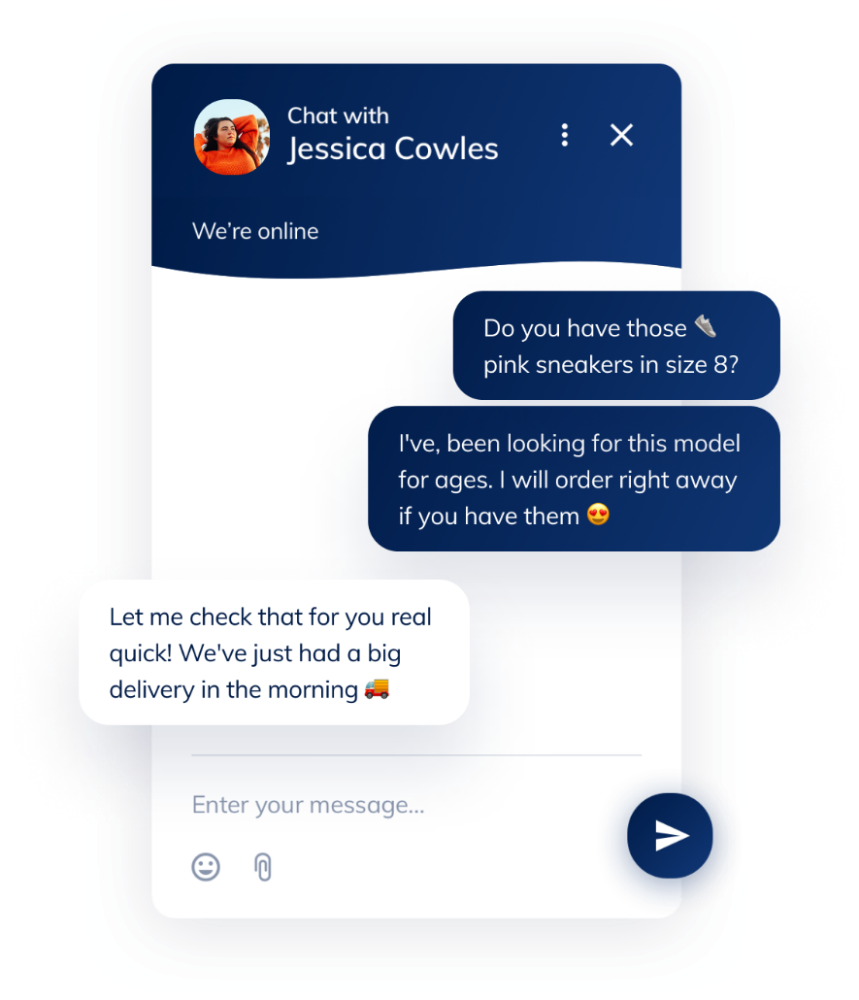 Chat with
Jessica Cowles
We're online
Do you have those 👟
pink sneakers in size 8?
I've, been looking for this model
for ages. I will order right away
if you have them 😍
Let me check that for you real
quick! We've just had a big
delivery in the morning 🚚
Enter your message...